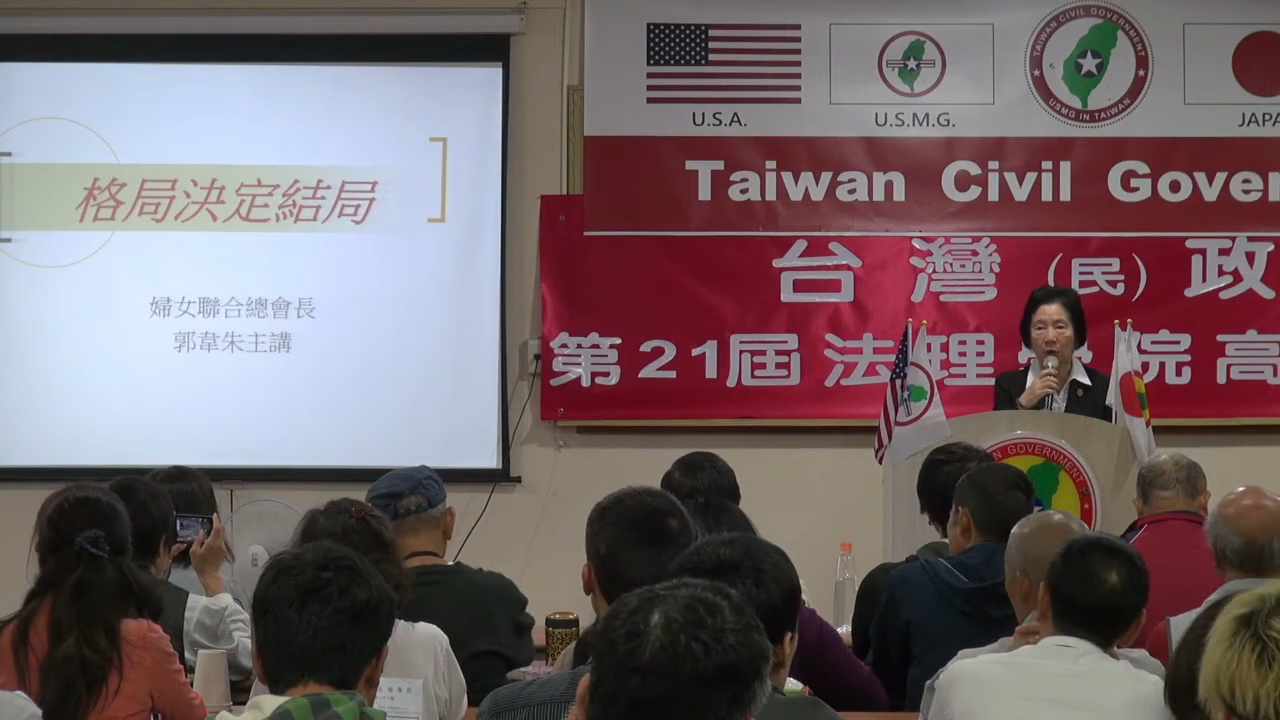 格局決定結局
婦女聯合總會長
郭韋朱主講
U.S.A.
U.S.M.G.
TAIWAN CIVIL GOVERNMENT
USMG IN TAIWAN
JAPA
Taiwan Civil Gover
台灣(民)政
第21屆法理學院高
GOVERNMENT